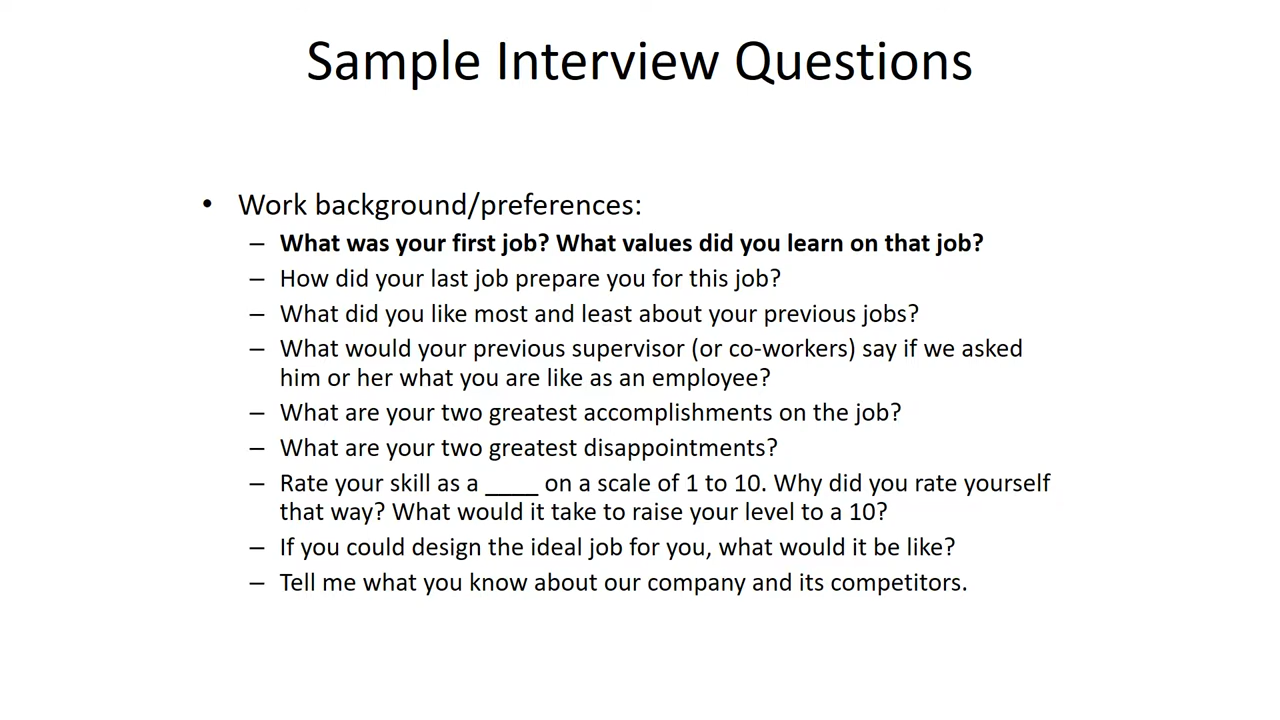 Sample Interview Questions
• Work background/preferences:
– What was your first job? What values did you learn on that job?
– How did your last job prepare you for this job?
– What did you like most and least about your previous jobs?
– What would your previous supervisor (or co-workers) say if we asked
him or her what you are like as an employee?
– What are your two greatest accomplishments on the job?
– What are your two greatest disappointments?
– Rate your skill as a ____ on a scale of 1 to 10. Why did you rate yourself
that way? What would it take to raise your level to a 10?
– If you could design the ideal job for you, what would it be like?
– Tell me what you know about our company and its competitors.